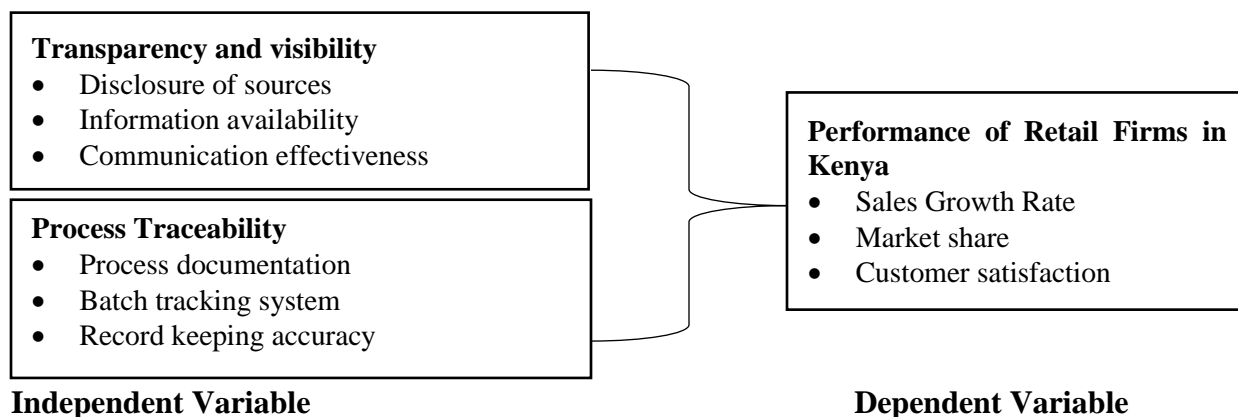 Transparency and visibility
• Disclosure of sources
• Information availability
• Communication effectiveness
Process Traceability
• Process documentation
• Batch tracking system
• Record keeping accuracy
Independent Variable
Performance of Retail Firms in
Kenya
• Sales Growth Rate
• Market share
• Customer satisfaction
Dependent Variable